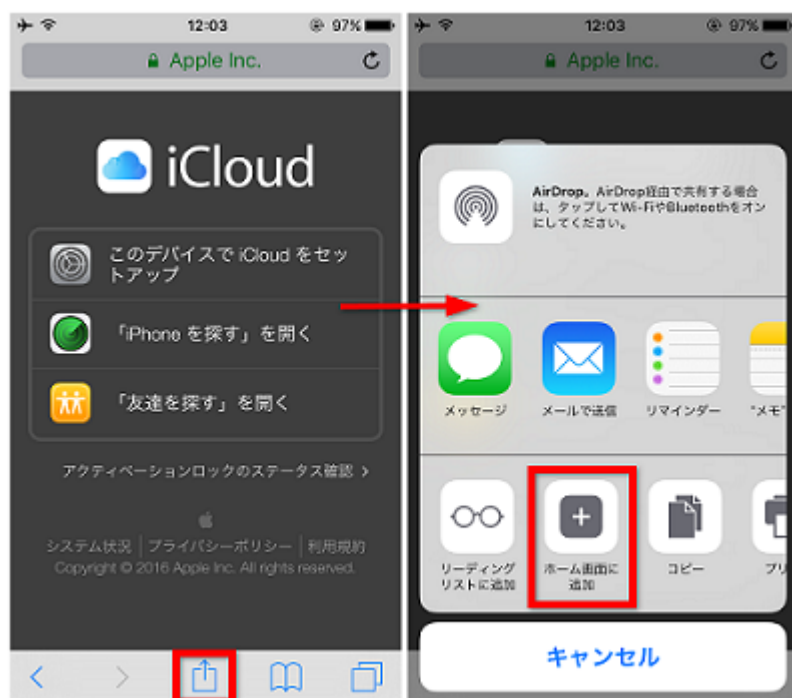 12:03
97%
Apple Inc.
iCloud
このデバイスで iCloud をセッ
トアップ
「iPhone を探す」を開く
「友達を探す」を開く
アクティベーションロックのステータス確認
システム状況 | プライバシーポリシー | 利用規約
Copyright © 2016 Apple Inc. All rights reserved.
12:03
97%
Apple Inc.
AirDrop。AirDrop経由で共有する場合
は、タップしてWi-FiやBluetoothをオン
にしてください。
メッセージ
メールで送信
リマインダー
"メモ"
リーディング
リストに追加
ホーム画面に
追加
コピー
プリ
キャンセル